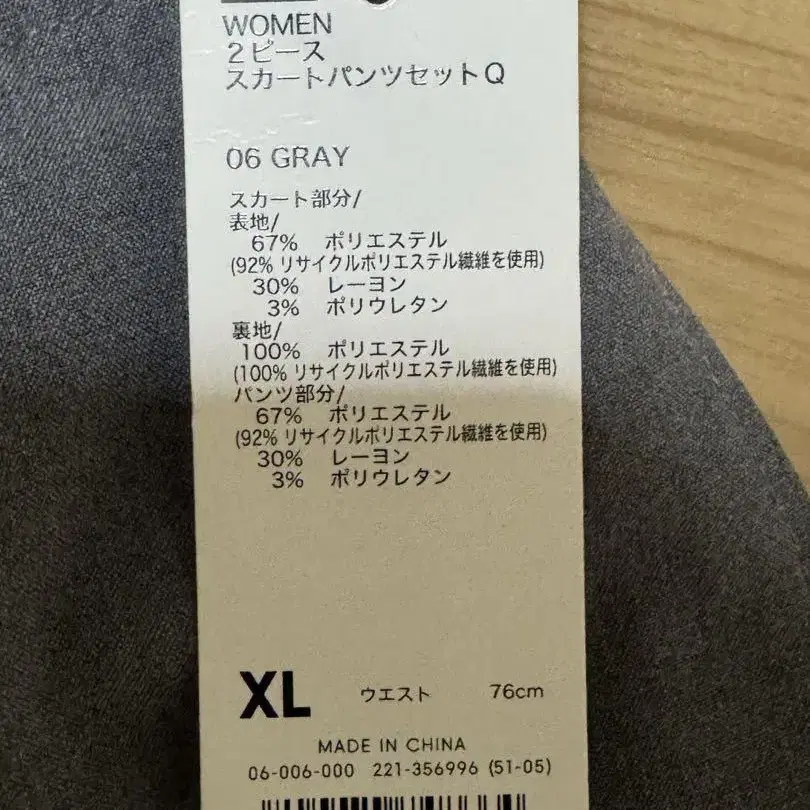 WOMEN
2ピース
スカートパンツセットQ
06 GRAY
スカート部分/
表地/
67% ポリエステル
(92% リサイクルポリエステル繊維を使用)
30% レーヨン
3% ポリウレタン
裏地/
100% ポリエステル
(100% リサイクルポリエステル繊維を使用)
パンツ部分/
67% ポリエステル
(92% リサイクルポリエステル繊維を使用)
30% レーヨン
3% ポリウレタン
XL ウエスト 76cm
MADE IN CHINA
06-006-000 221-356996 (51-05)